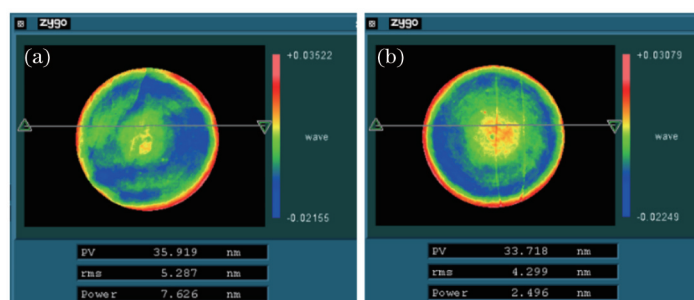 zygo
(a)
+0.03522
wave
-0.02155
PV 35.919 nm
rms 5.287 nm
Power 7.626 nm
zygo
(b)
+0.03079
wave
-0.02249
PV 33.718 nm
rms 4.299 nm
Power 2.496 nm